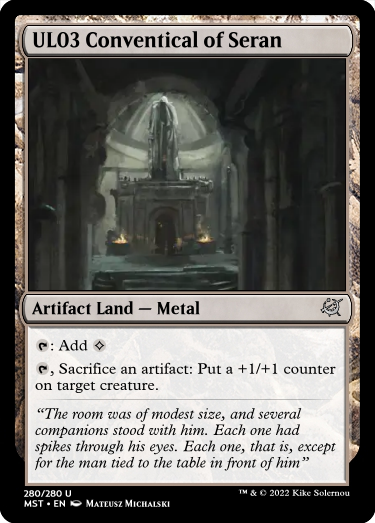 UL03 Conventical of Seran
Artifact Land — Metal
: Add
, Sacrifice an artifact: Put a +1/+1 counter
on target creature.
“The room was of modest size, and several
companions stood with him. Each one had
spikes through his eyes. Each one, that is, except
for the man tied to the table in front of him”
280/280 U
MST • EN Mateusz Michalski
™ & © 2022 Kike Solernou